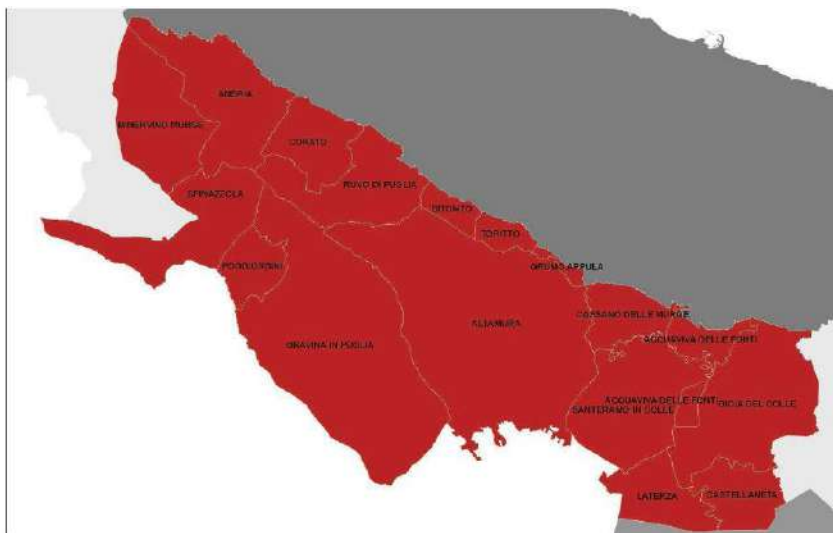 ANDRIA
MINERVINO MURGE
CORATO
RUVO DI PUGLIA
SPINAZZOLA
BITONTO
TORITTO
POGGIORSINI
GRUMO APPULA
CASSANO DELLE MURGE
ALTAMURA
ACQUAVIVA DELLE FONTI
GRAVINA IN PUGLIA
ACQUAVIVA DELLE FONTI
GIOIA DEL COLLE
SANTERAMO IN COLLE
LATERZA
CASTELLANETA